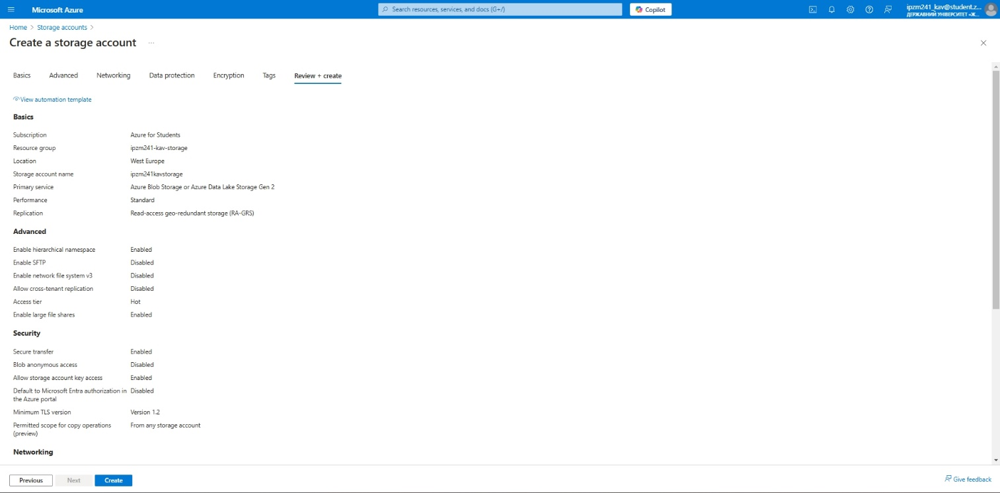 Microsoft Azure
Search resources, services, and docs (G+/)
Copilot
ipzm241_kav@student.z...
ДЕРЖАВНИЙ УНІВЕРСИТЕТ «Ж...
Home > Storage accounts >
Create a storage account ...
Basics Advanced Networking Data protection Encryption Tags Review + create
View automation template
Basics
Subscription Azure for Students
Resource group ipzm241-kav-storage
Location West Europe
Storage account name ipzm241kavstorage
Primary service Azure Blob Storage or Azure Data Lake Storage Gen 2
Performance Standard
Replication Read-access geo-redundant storage (RA-GRS)
Advanced
Enable hierarchical namespace Enabled
Enable SFTP Disabled
Enable network file system v3 Disabled
Allow cross-tenant replication Disabled
Access tier Hot
Enable large file shares Enabled
Security
Secure transfer Enabled
Blob anonymous access Disabled
Allow storage account key access Enabled
Default to Microsoft Entra authorization in Disabled
the Azure portal
Minimum TLS version Version 1.2
Permitted scope for copy operations From any storage account
(preview)
Networking
Previous Next Create
Give feedback